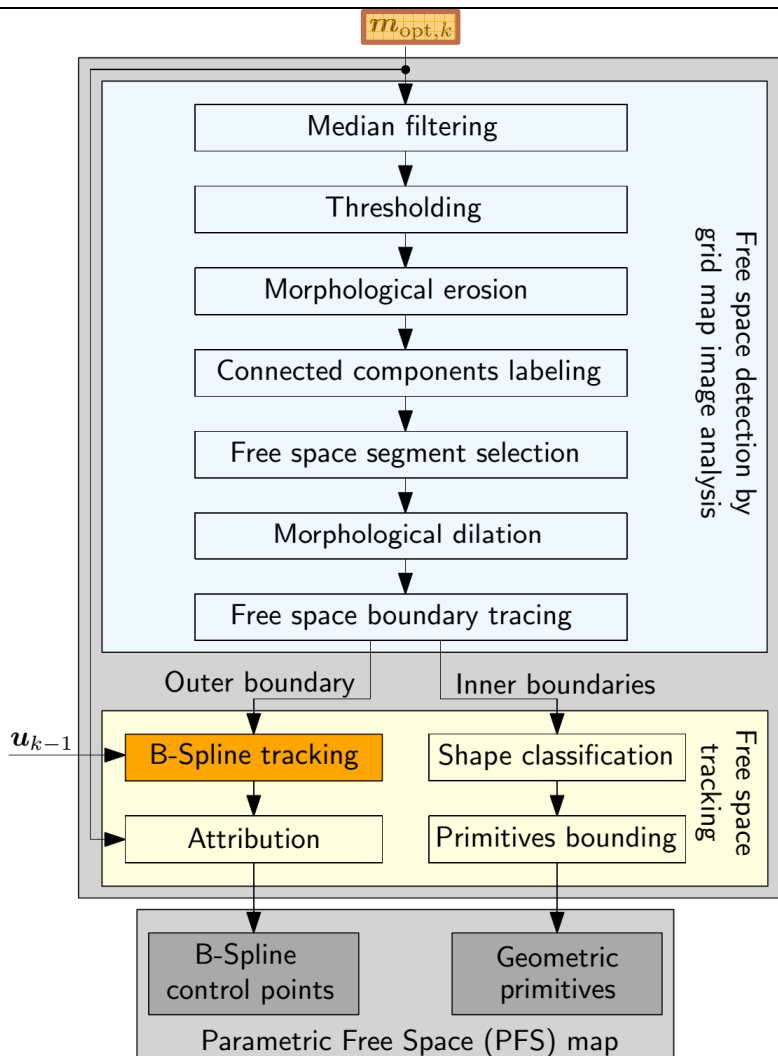 m_opt,k
Median filtering
Thresholding
Morphological erosion
Connected components labeling
Free space segment selection
Morphological dilation
Free space boundary tracing
Free space detection by
grid map image analysis
Outer boundary
Inner boundaries
u_k−1
B-Spline tracking
Shape classification
Attribution
Primitives bounding
Free space
tracking
B-Spline
control points
Geometric
primitives
Parametric Free Space (PFS) map